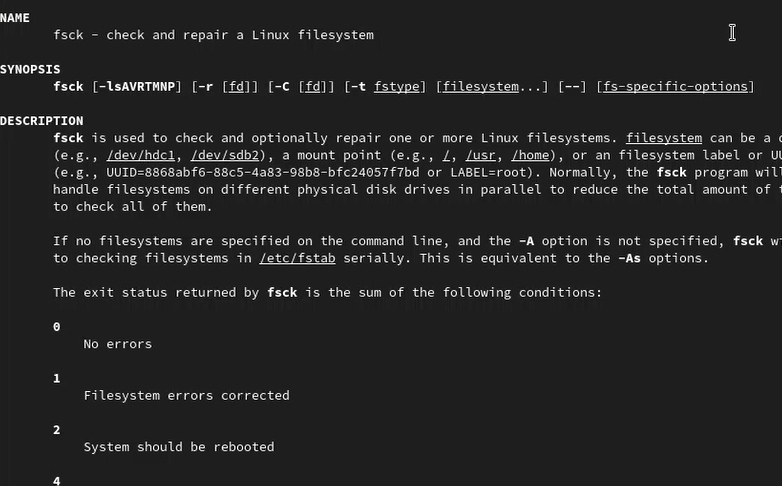 NAME
fsck - check and repair a Linux filesystem
SYNOPSIS
fsck [-lsAVRTMNP] [-r [fd]] [-C [fd]] [-t fstype] [filesystem...] [--] [fs-specific-options]
DESCRIPTION
fsck is used to check and optionally repair one or more Linux filesystems. filesystem can be a
(e.g., /dev/hdc1, /dev/sdb2), a mount point (e.g., /, /usr, /home), or an filesystem label or
(e.g., UUID=8868abf6-88c5-4a83-98b8-bfc24057f7bd or LABEL=root). Normally, the fsck program will
handle filesystems on different physical disk drives in parallel to reduce the total amount of
to check all of them.
If no filesystems are specified on the command line, and the -A option is not specified, fsck
to checking filesystems in /etc/fstab serially. This is equivalent to the -As options.
The exit status returned by fsck is the sum of the following conditions:
0
No errors
1
Filesystem errors corrected
2
System should be rebooted
4